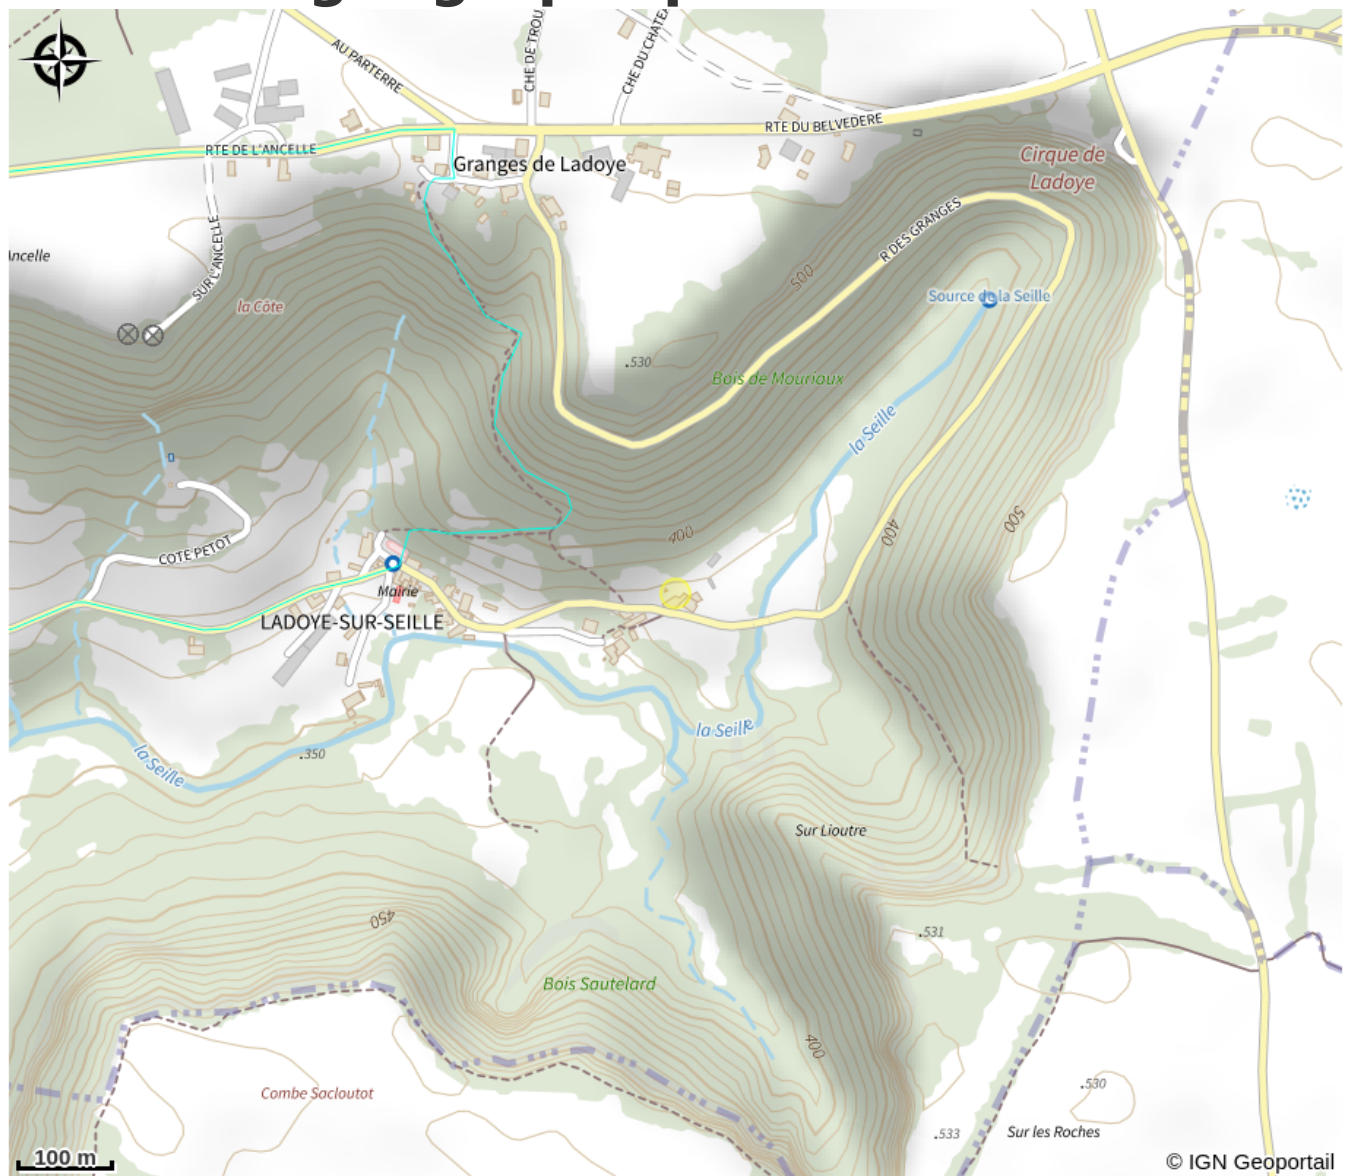 AU PARTERRE
CHE DE TROU
CHE DU CHATEA
RTE DU BELVEDERE
RTE DE L'ANCELLE
Granges de Ladoye
Cirque de
Ladoye
R DES GRANGES
SUR L'ANCELLE
Ancelle
la Côte
500
Source de la Seille
.530
Bois de Mouriaux
la Seille
COTE PETOT
400
400
500
Mairie
LADOYE-SUR-SEILLE
la Seille
la Seille
.350
Sur Lioutre
450
.531
Bois Sautelard
400
Combe Sacloutot
.530
.533
Sur les Roches
100 m
© IGN Geoportail